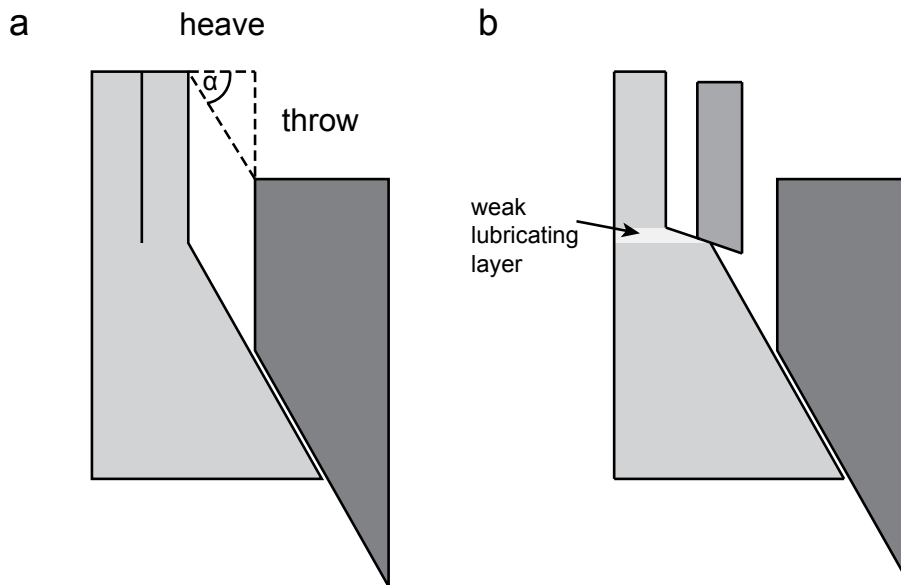 a
heave
b
α
throw
weak
lubricating
layer